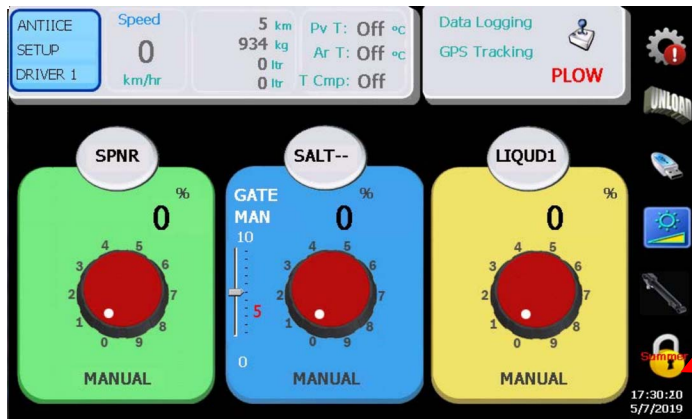 ANTIICE
SETUP
DRIVER 1
Speed
0
km/hr
5 km
934 kg
0 ltr
0 ltr
Pv T: Off ºC
Ar T: Off ºC
T Cmp: Off
Data Logging
GPS Tracking
PLOW
UNLOAD
SPNR
%
0
0 1 2 3 4 5 6 7 8 9
MANUAL
SALT--
GATE
MAN
10
5
0
%
0
0 1 2 3 4 5 6 7 8 9
MANUAL
LIQUD1
%
0
0 1 2 3 4 5 6 7 8 9
MANUAL
Summer
17:30:20
5/7/2019